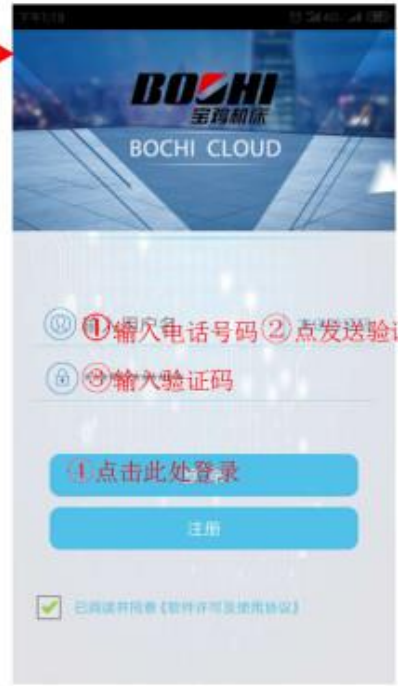 BOCHI
宝鸡机床
BOCHI CLOUD
①输入电话号码②点发送验证
③输入验证码
④点击此处登录
注册
已阅读并同意《软件许可及使用协议》